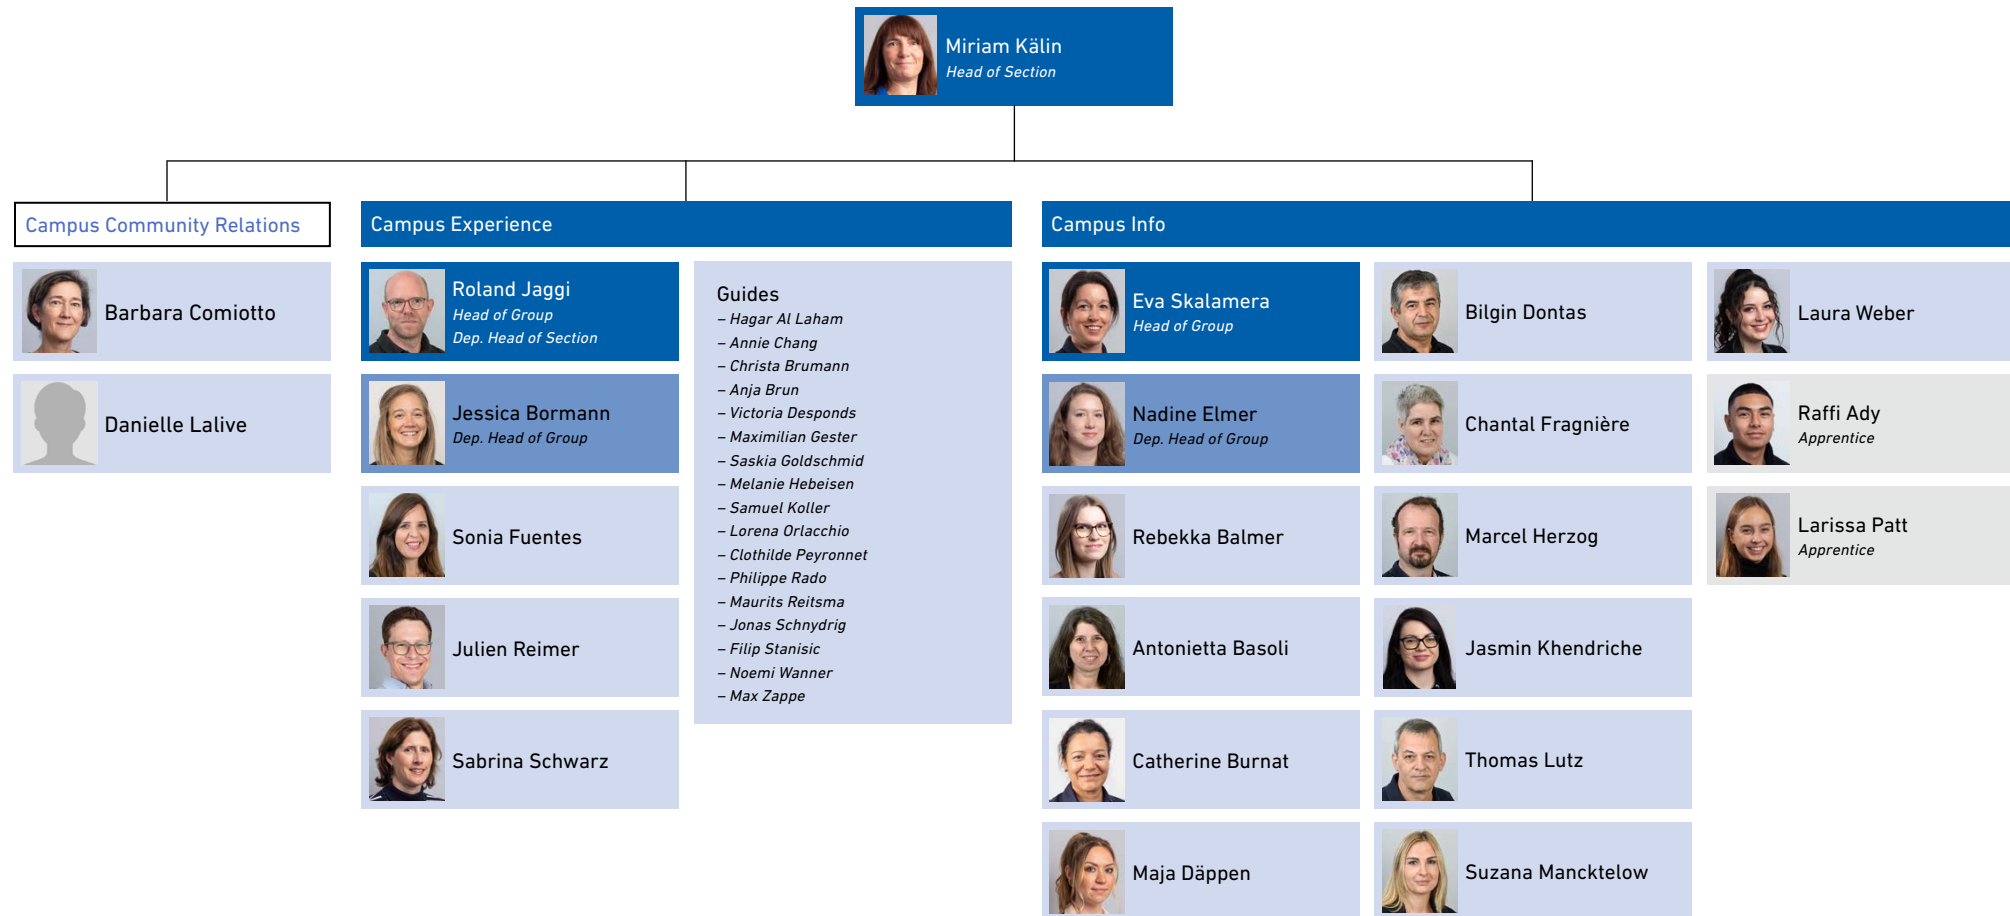 Miriam Kälin
Head of Section
Campus Community Relations
Barbara Comiotto
Danielle Lalive
Campus Experience
Roland Jaggi
Head of Group
Dep. Head of Section
Jessica Bormann
Dep. Head of Group
Sonia Fuentes
Julien Reimer
Sabrina Schwarz
Guides
– Hagar Al Laham
– Annie Chang
– Christa Brumann
– Anja Brun
– Victoria Desponds
– Maximilian Gester
– Saskia Goldschmid
– Melanie Hebeisen
– Samuel Koller
– Lorena Orlacchio
– Clothilde Peyronnet
– Philippe Rado
– Maurits Reitsma
– Jonas Schnydrig
– Filip Stanisic
– Noemi Wanner
– Max Zappe
Campus Info
Eva Skalamera
Head of Group
Nadine Elmer
Dep. Head of Group
Rebekka Balmer
Antonietta Basoli
Catherine Burnat
Maja Däppen
Bilgin Dontas
Chantal Fragnière
Marcel Herzog
Jasmin Khendriche
Thomas Lutz
Suzana Mancktelow
Laura Weber
Raffi Ady
Apprentice
Larissa Patt
Apprentice